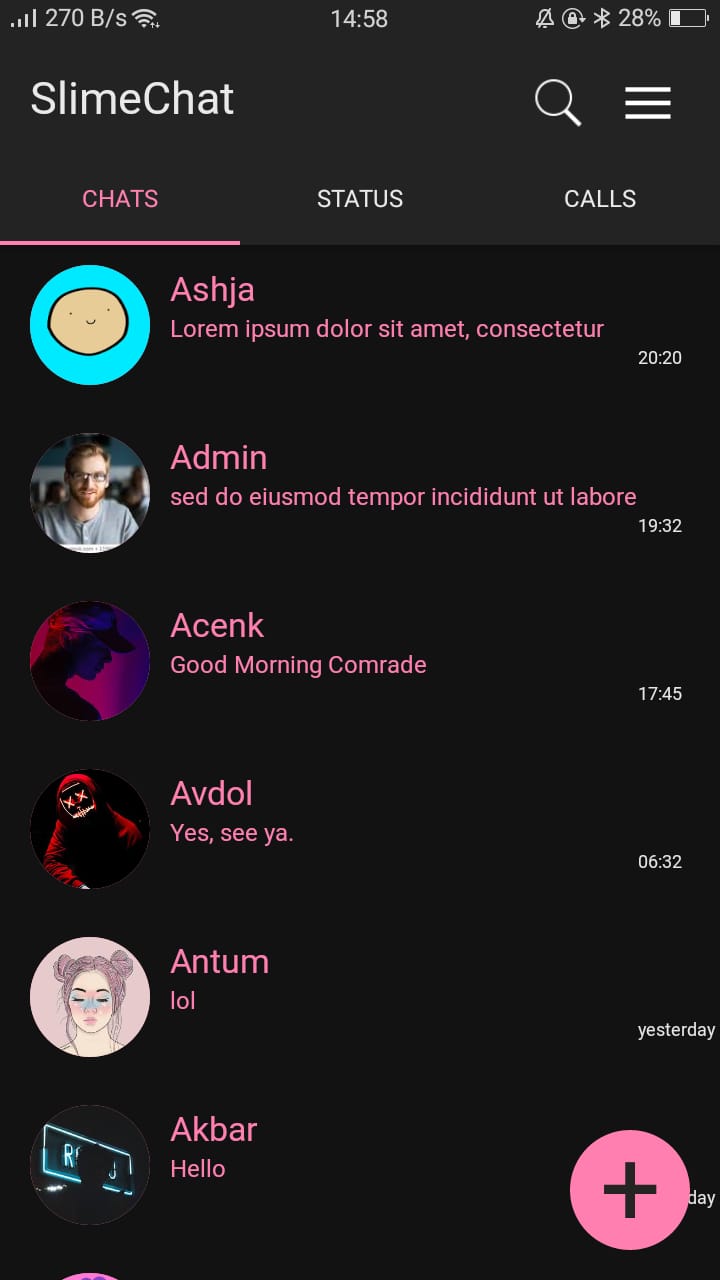 270 B/s 14:58 28%
SlimeChat
CHATS STATUS CALLS
Ashja
Lorem ipsum dolor sit amet, consectetur
20:20
Admin
sed do eiusmod tempor incididunt ut labore
19:32
Acenk
Good Morning Comrade
17:45
Avdol
Yes, see ya.
06:32
Antum
lol
yesterday
Akbar
Hello
day